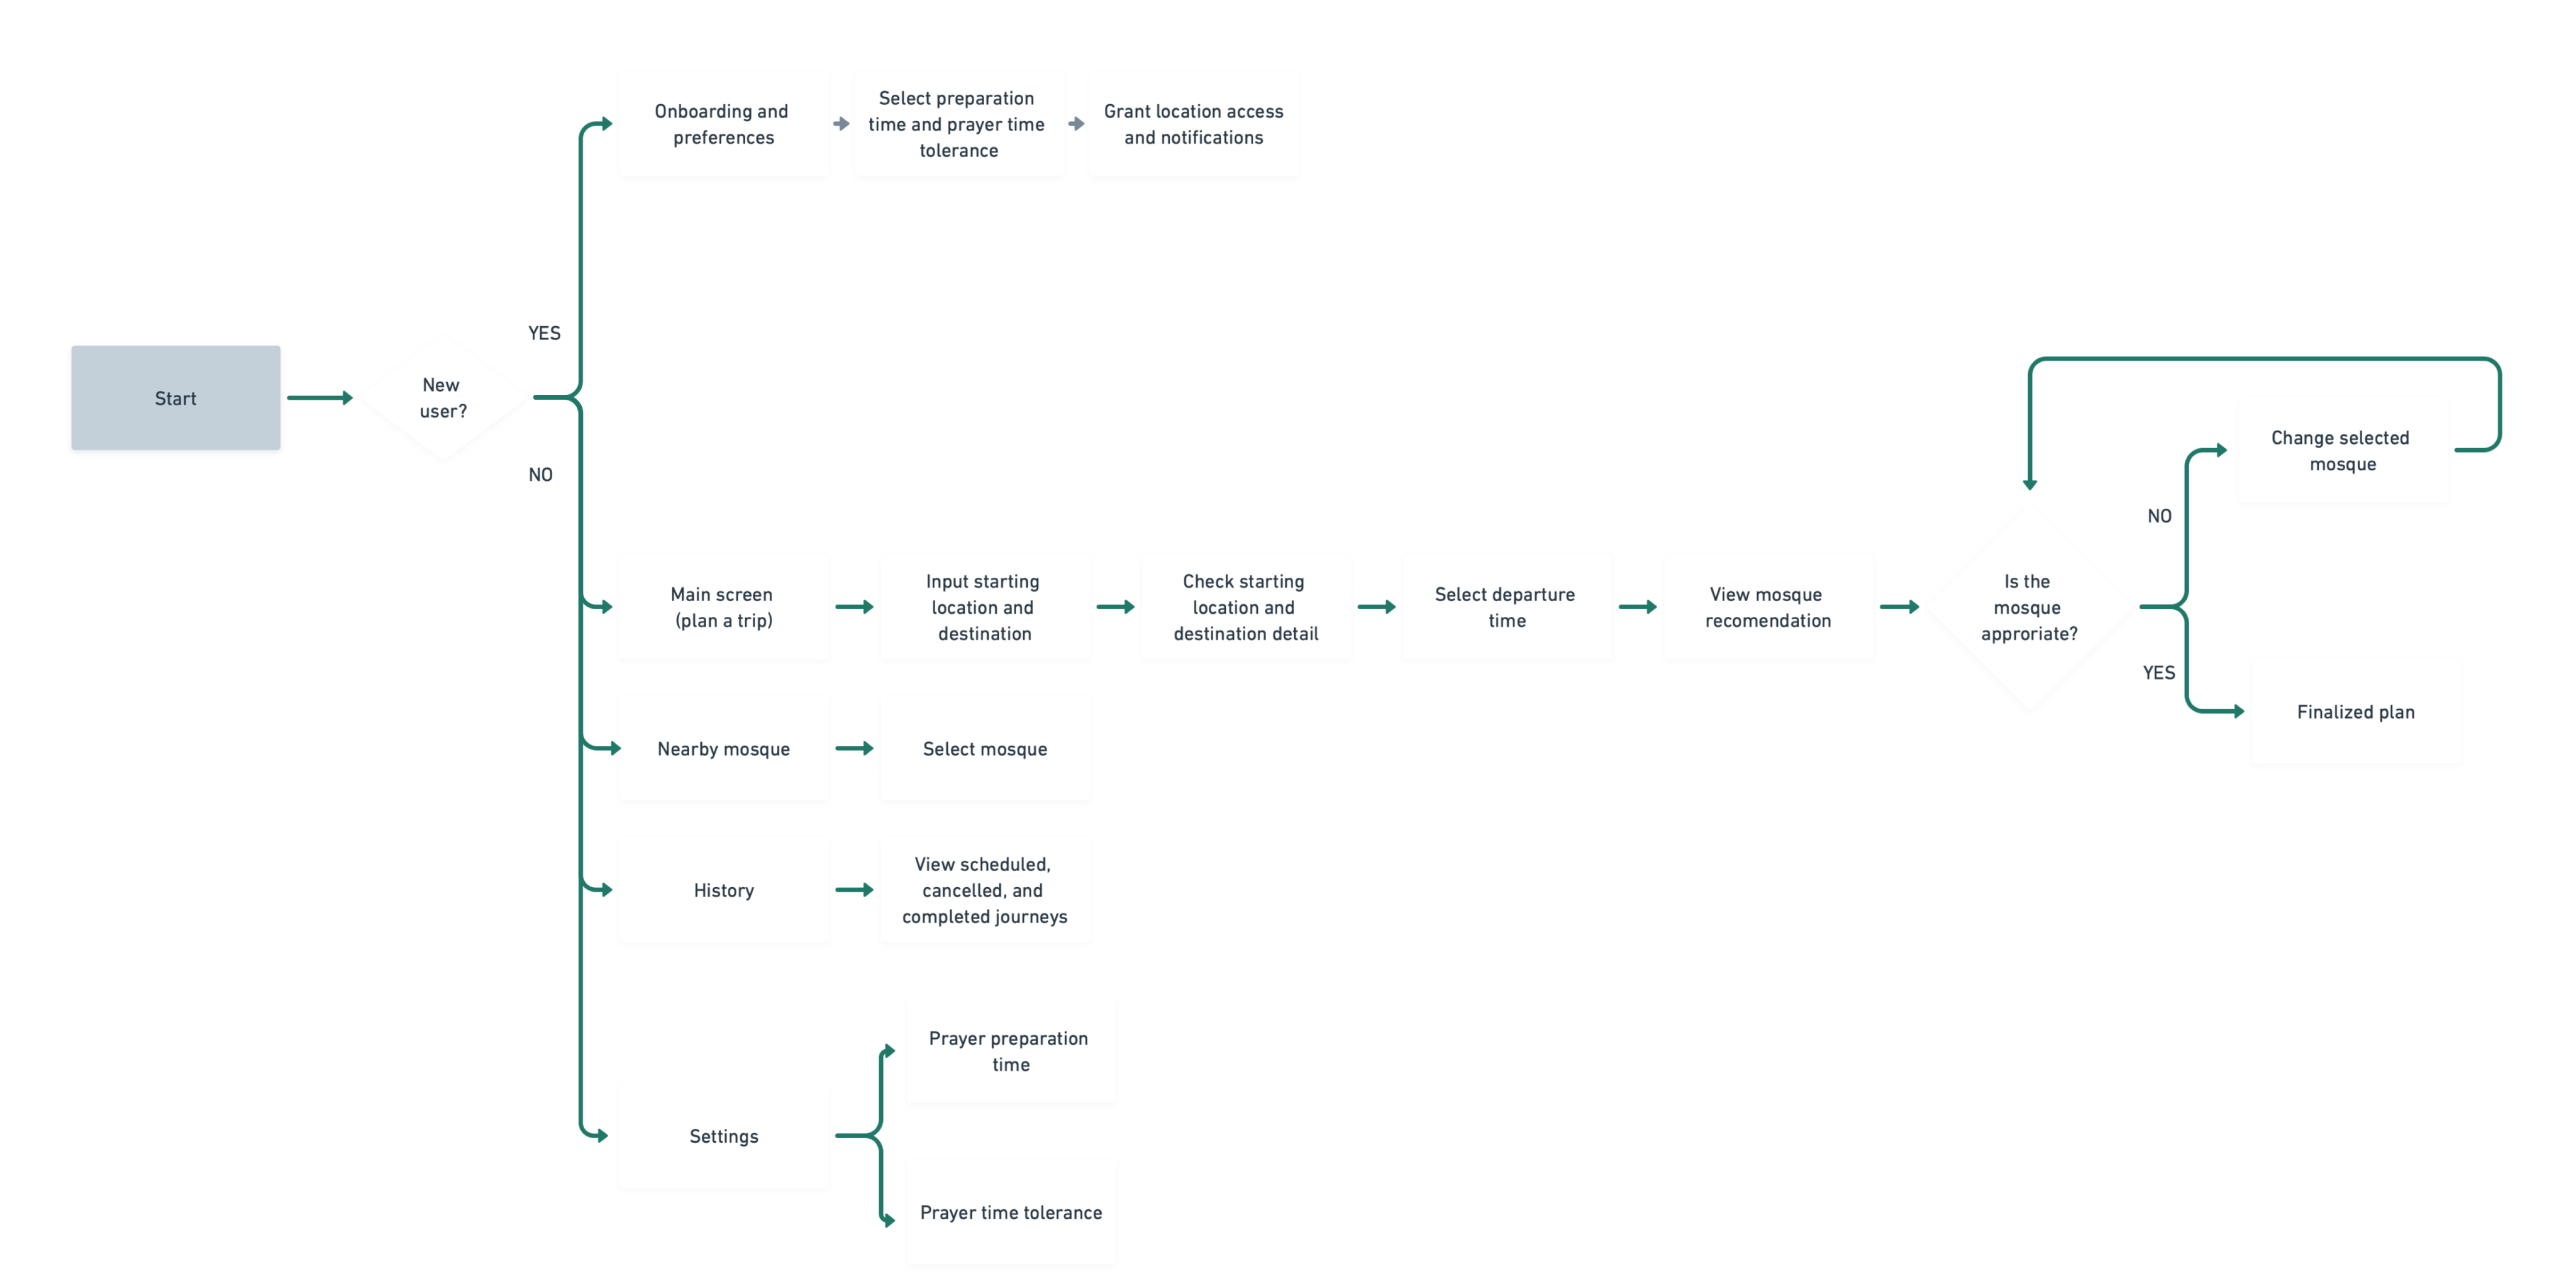 Onboarding and
preferences
Select preparation
time and prayer time
tolerance
Grant location access
and notifications
YES
Start
New
user?
NO
Change selected
mosque
NO
Main screen
(plan a trip)
Input starting
location and
destination
Check starting
location and
destination detail
Select departure
time
View mosque
recomendation
Is the
mosque
approriate?
YES
Finalized plan
Nearby mosque
Select mosque
History
View scheduled,
cancelled, and
completed journeys
Prayer preparation
time
Settings
Prayer time tolerance